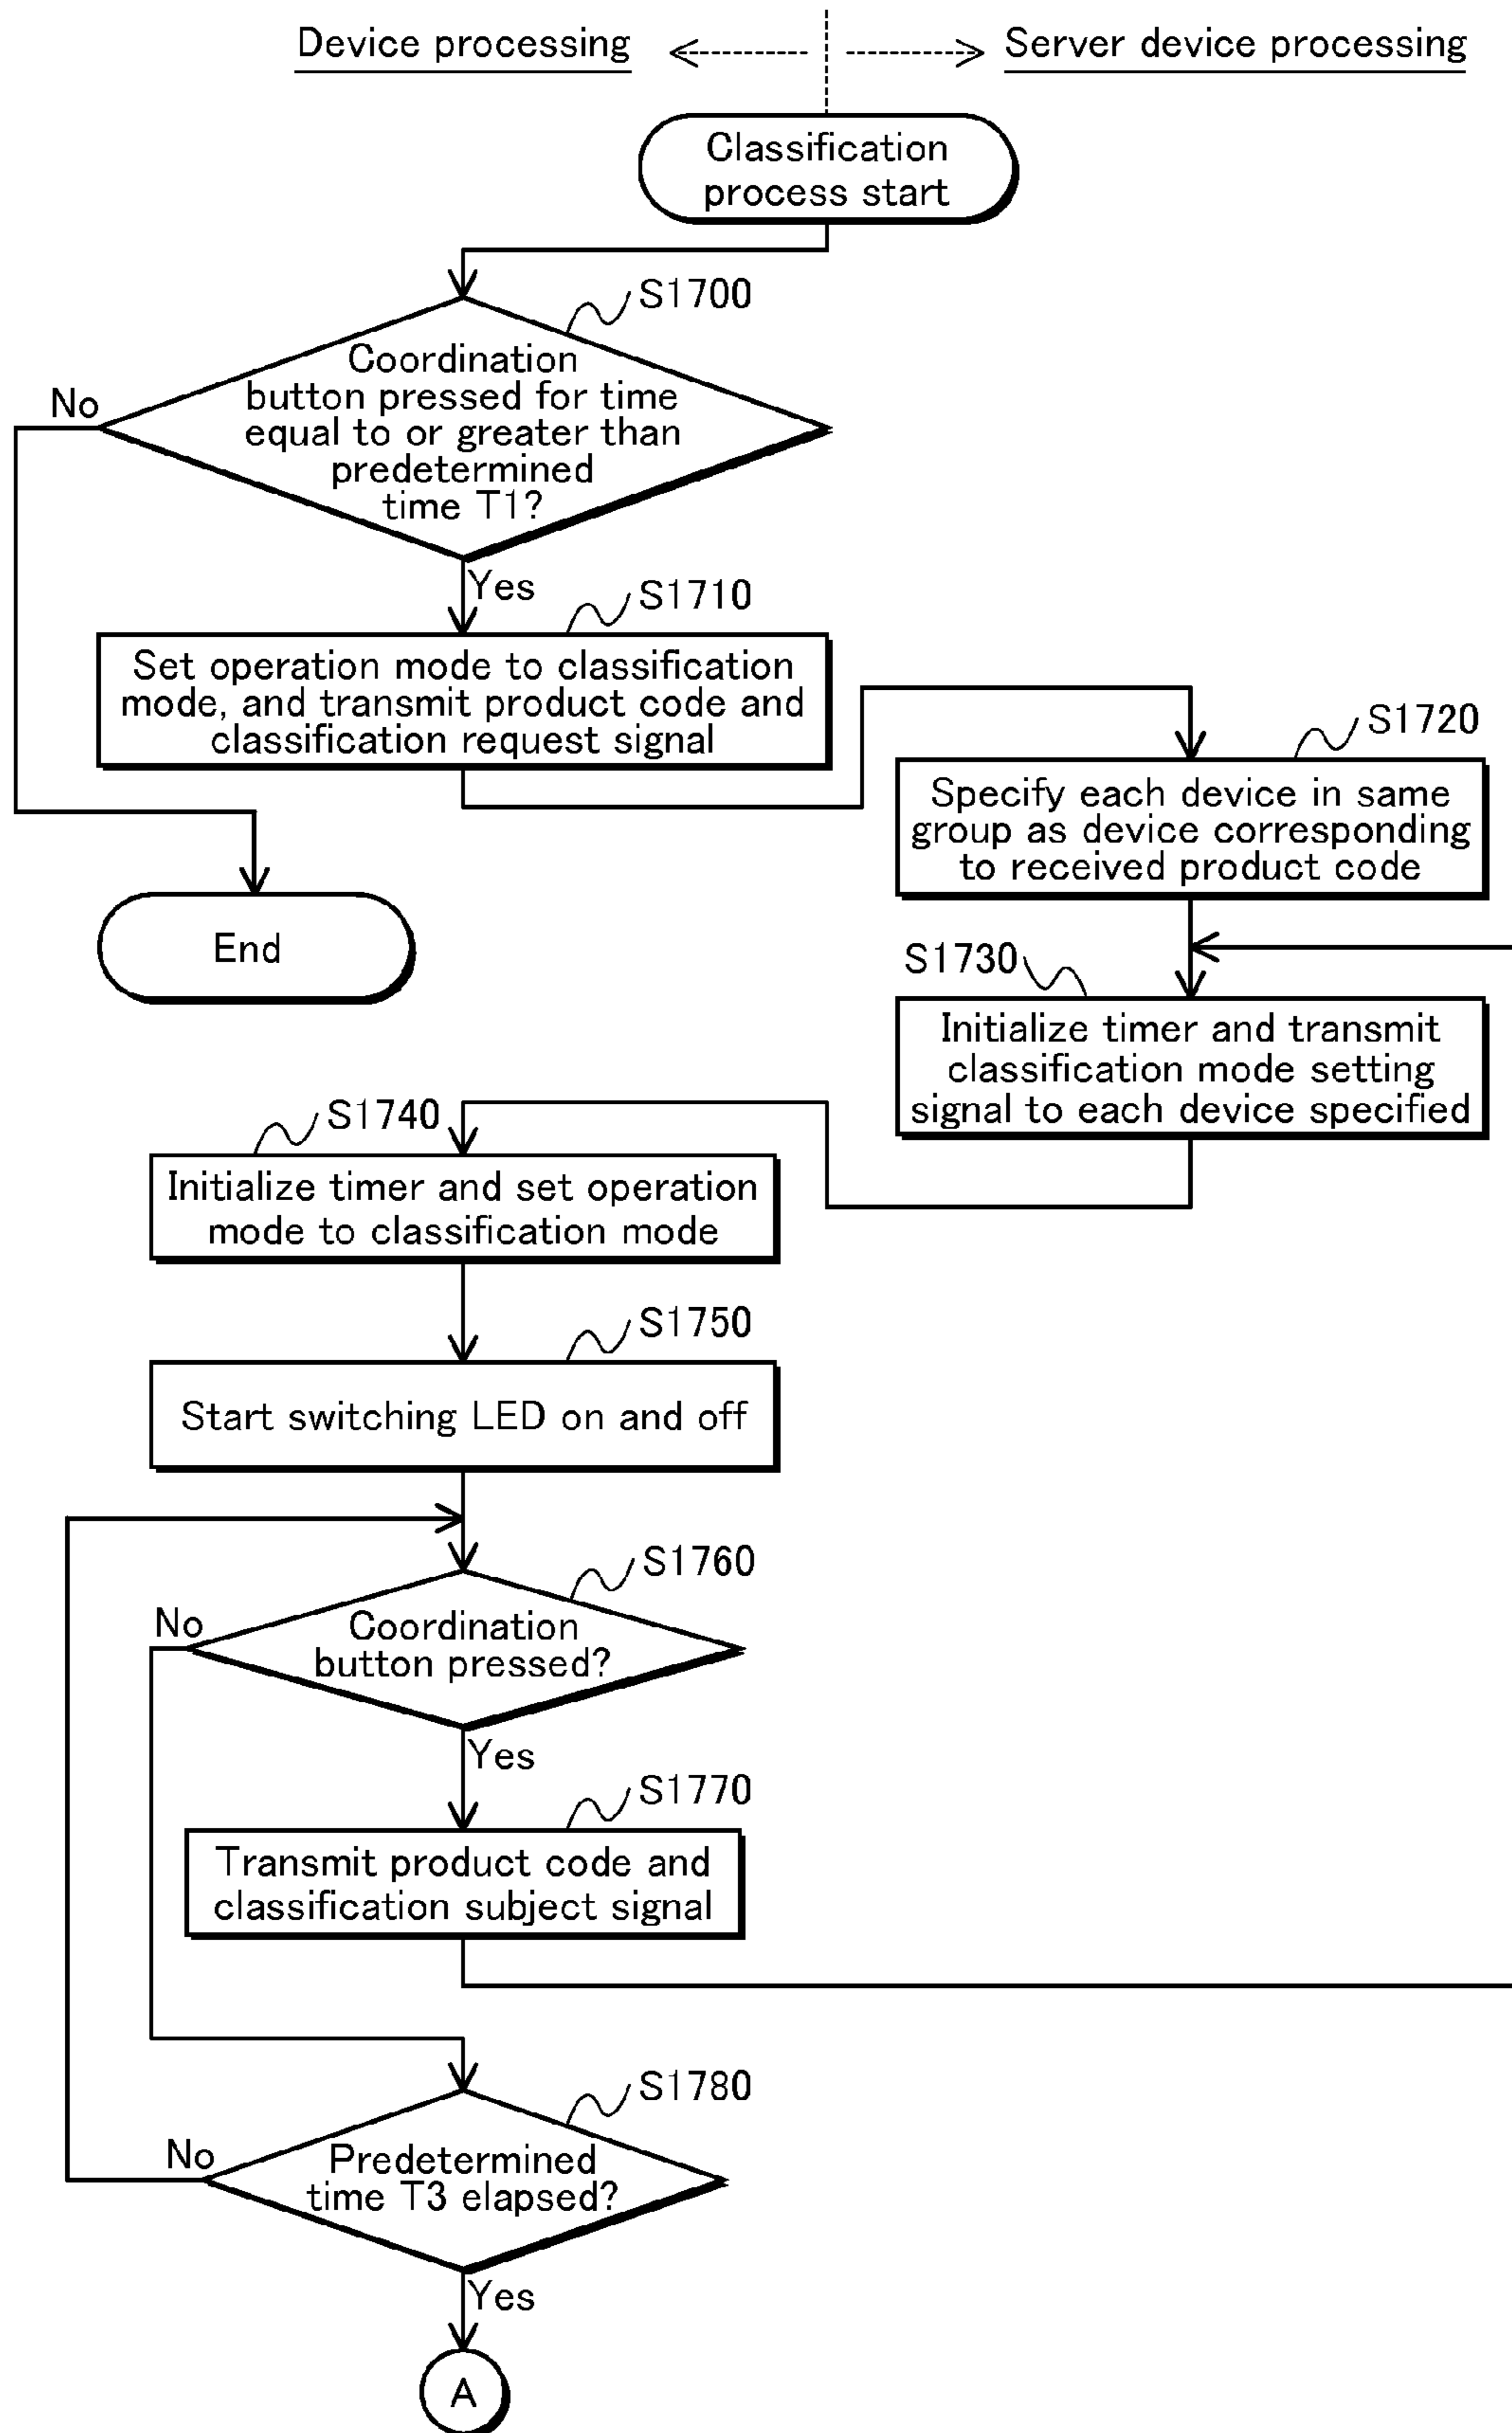 Device processing
Server device processing
Classification
process start
S1700
Coordination
button pressed for time
equal to or greater than
predetermined
time T1?
No
Yes
S1710
Set operation mode to classification
mode, and transmit product code and
classification request signal
S1720
Specify each device in same
group as device corresponding
to received product code
End
S1730
Initialize timer and transmit
classification mode setting
signal to each device specified
S1740
Initialize timer and set operation
mode to classification mode
S1750
Start switching LED on and off
S1760
Coordination
button pressed?
No
Yes
S1770
Transmit product code and
classification subject signal
S1780
Predetermined
time T3 elapsed?
No
Yes
A